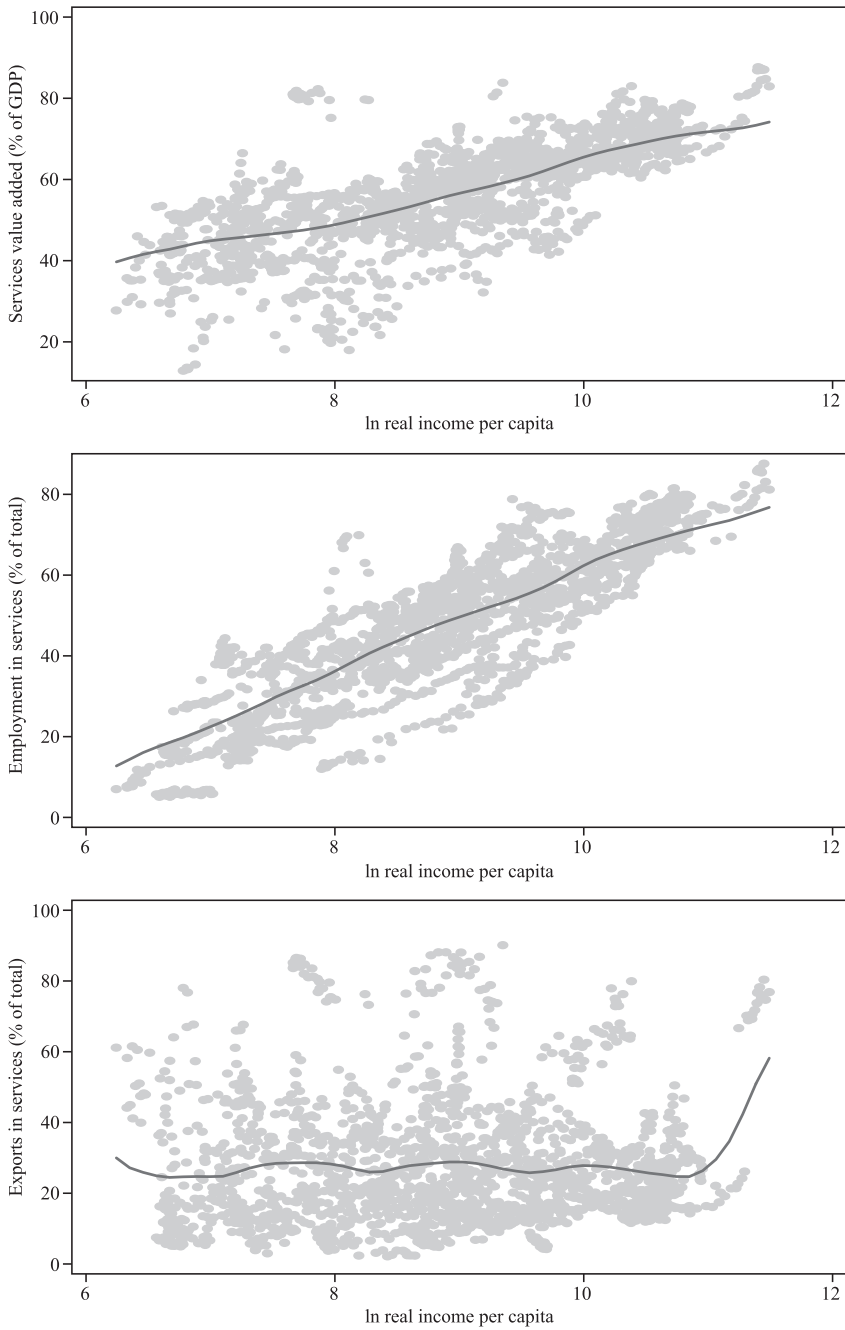 Services value added (% of GDP)
100
80
60
40
20
6 8 10 12
ln real income per capita
Employment in services (% of total)
80
60
40
20
0
6 8 10 12
ln real income per capita
Exports in services (% of total)
100
80
60
40
20
0
6 8 10 12
ln real income per capita